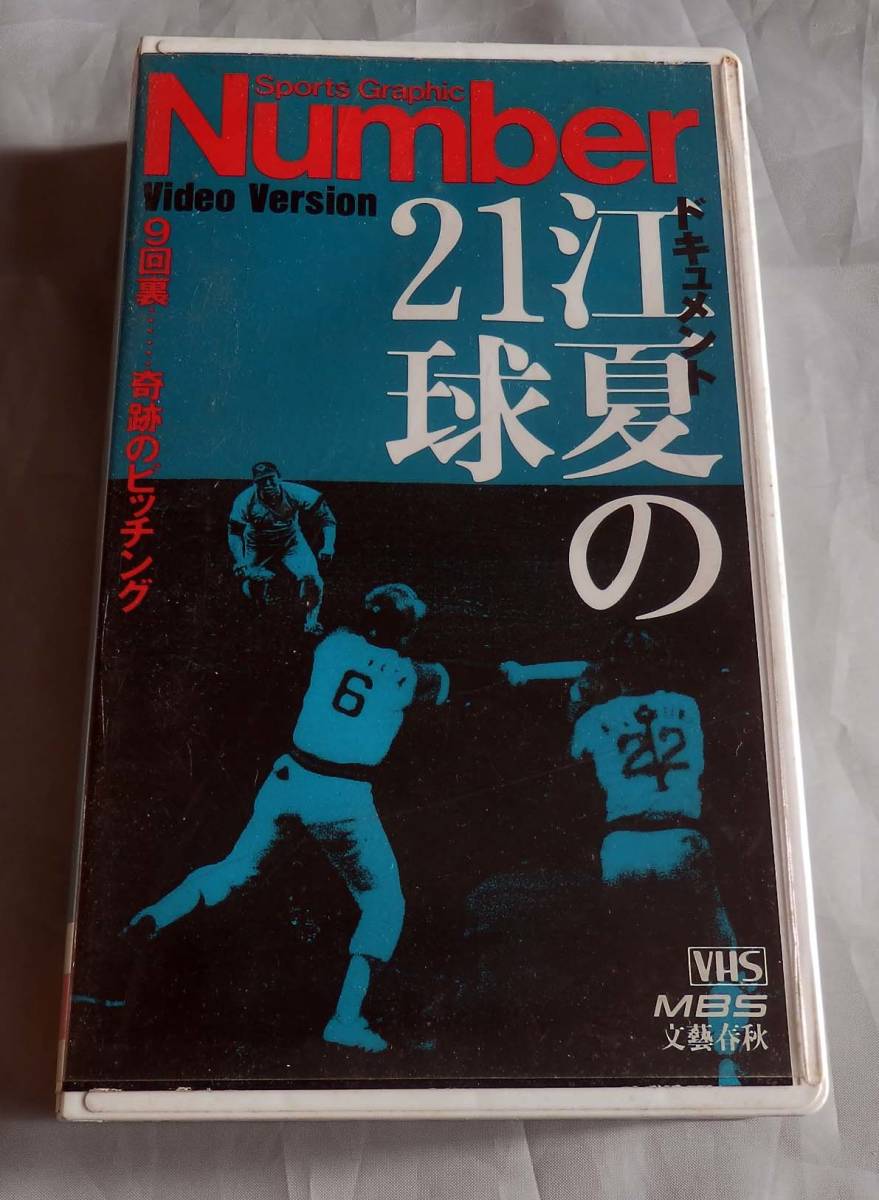 Sports Graphic
Number
Video Version
ドキュメント
江夏の
21球
9回裏……奇跡のピッチング
6
22
VHS
MBS
文藝春秋